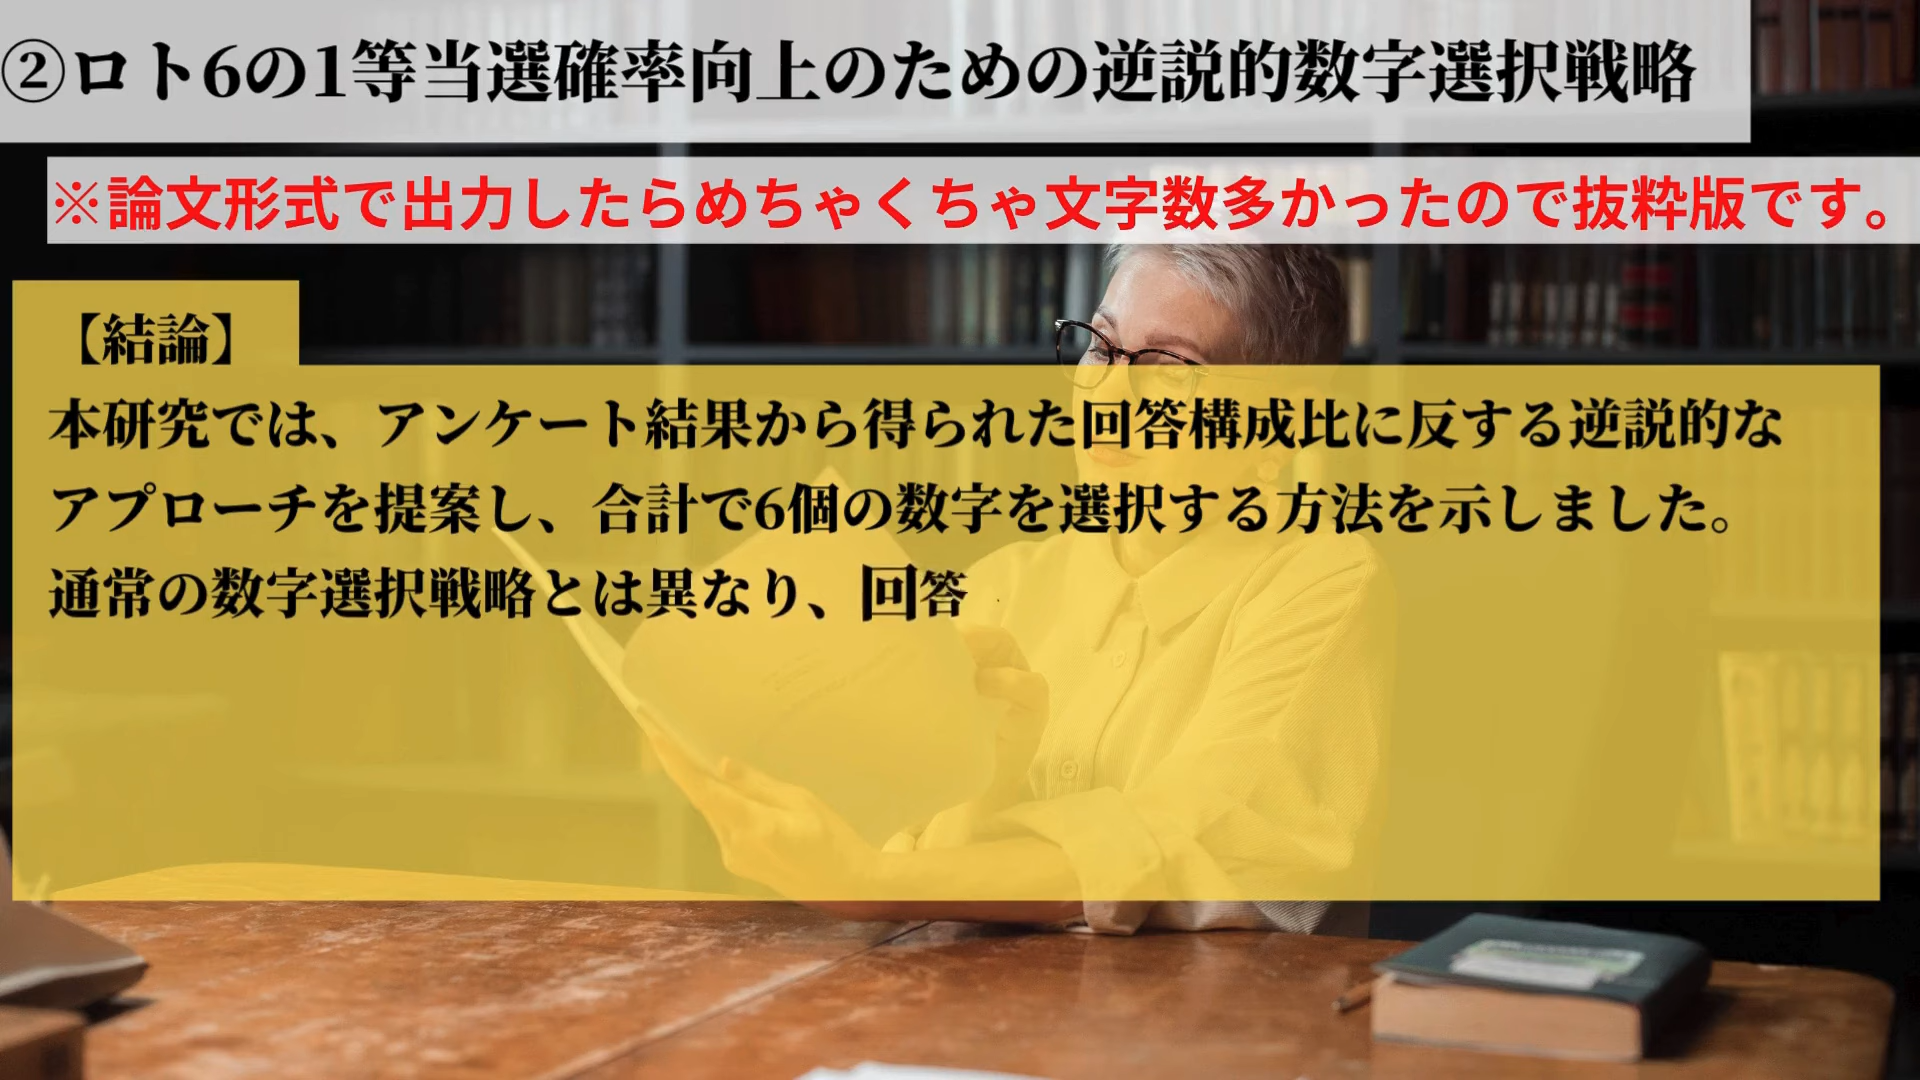 ②ロト6の1等当選確率向上のための逆説的数字選択戦略
※論文形式で出力したらめちゃくちゃ文字数多かったので抜粋版です。
【結論】
本研究では、アンケート結果から得られた回答構成比に反する逆説的な
アプローチを提案し、合計で6個の数字を選択する方法を示しました。
通常の数字選択戦略とは異なり、回答